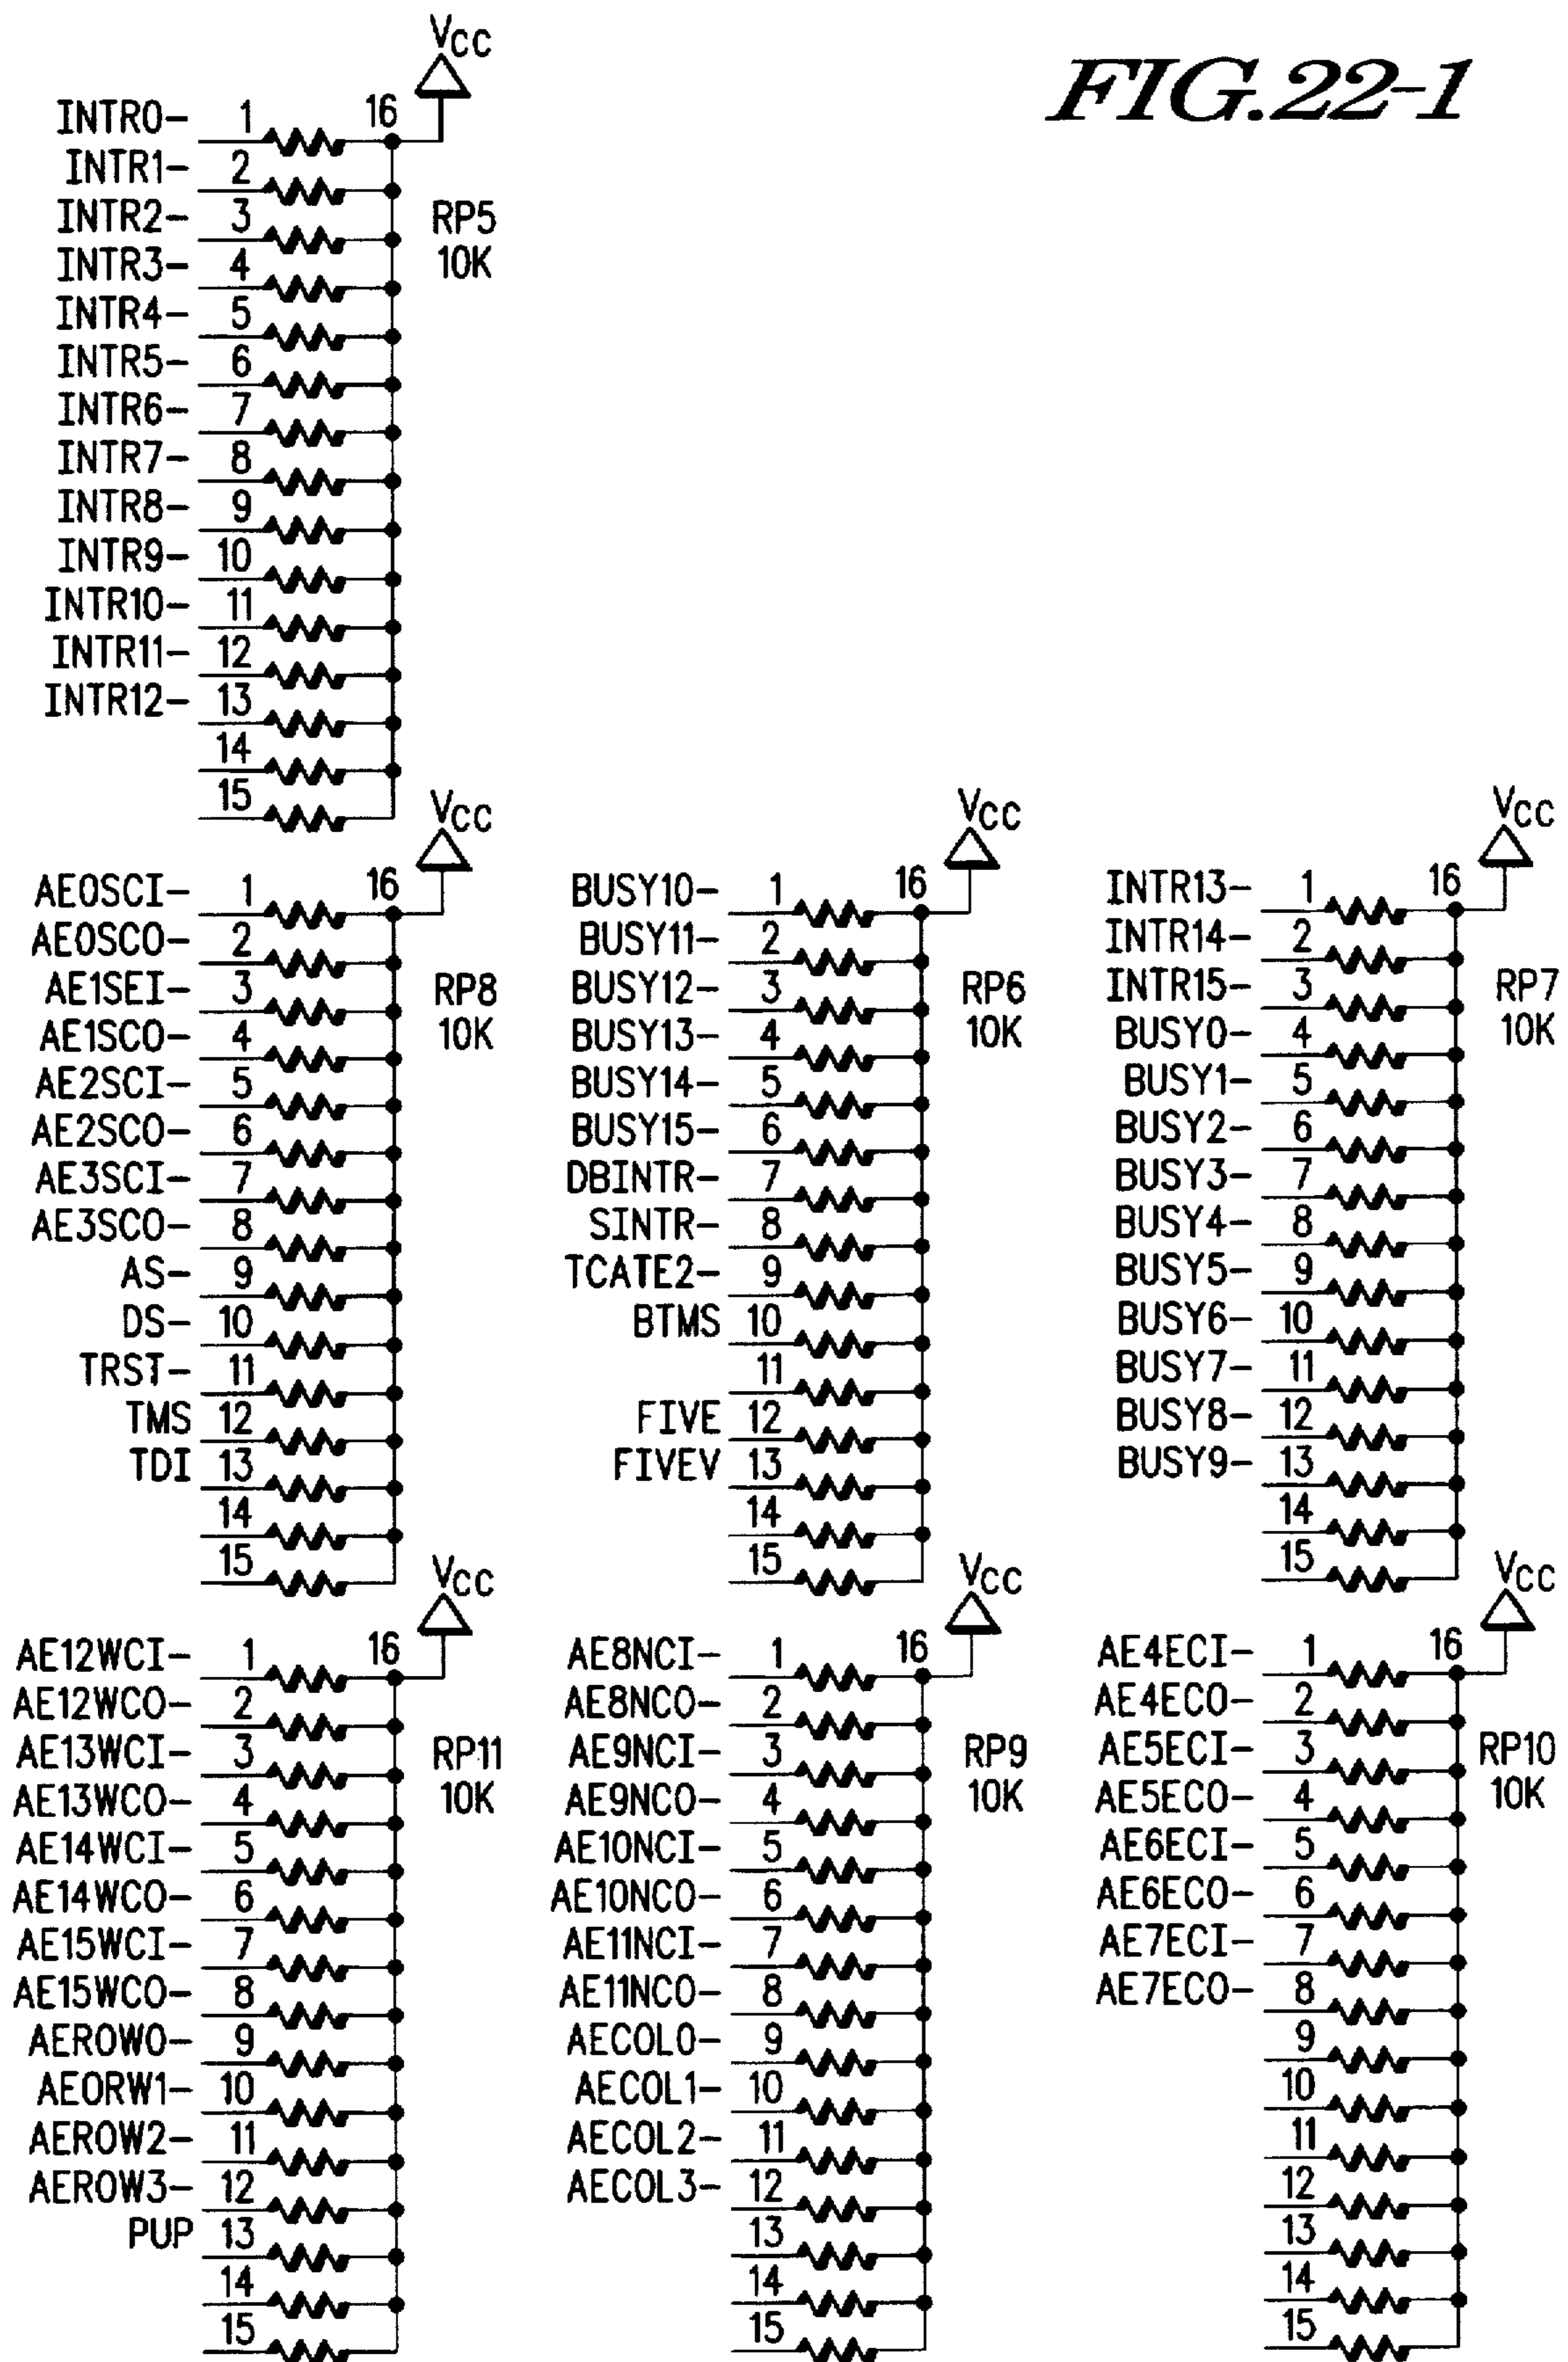 FIG.22-1
VCC
INTR0- 1 16
INTR1- 2
INTR2- 3 RP5
INTR3- 4 10K
INTR4- 5
INTR5- 6
INTR6- 7
INTR7- 8
INTR8- 9
INTR9- 10
INTR10- 11
INTR11- 12
INTR12- 13
14
15
VCC
AE0SCI- 1 16
AE0SCO- 2
AE1SEI- 3 RP8
AE1SCO- 4 10K
AE2SCI- 5
AE2SCO- 6
AE3SCI- 7
AE3SCO- 8
AS- 9
DS- 10
TRST- 11
TMS 12
TDI 13
14
15
VCC
BUSY10- 1 16
BUSY11- 2
BUSY12- 3 RP6
BUSY13- 4 10K
BUSY14- 5
BUSY15- 6
DBINTR- 7
SINTR- 8
TCATE2- 9
BTMS 10
11
FIVE 12
FIVEV 13
14
15
VCC
INTR13- 1 16
INTR14- 2
INTR15- 3 RP7
BUSY0- 4 10K
BUSY1- 5
BUSY2- 6
BUSY3- 7
BUSY4- 8
BUSY5- 9
BUSY6- 10
BUSY7- 11
BUSY8- 12
BUSY9- 13
14
15
VCC
AE12WCI- 1 16
AE12WCO- 2
AE13WCI- 3 RP11
AE13WCO- 4 10K
AE14WCI- 5
AE14WCO- 6
AE15WCI- 7
AE15WCO- 8
AEROW0- 9
AEORW1- 10
AEROW2- 11
AEROW3- 12
PUP 13
14
15
VCC
AE8NCI- 1 16
AE8NCO- 2
AE9NCI- 3 RP9
AE9NCO- 4 10K
AE10NCI- 5
AE10NCO- 6
AE11NCI- 7
AE11NCO- 8
AECOL0- 9
AECOL1- 10
AECOL2- 11
AECOL3- 12
13
14
15
VCC
AE4ECI- 1 16
AE4ECO- 2
AE5ECI- 3 RP10
AE5ECO- 4 10K
AE6ECI- 5
AE6ECO- 6
AE7ECI- 7
AE7ECO- 8
9
10
11
12
13
14
15